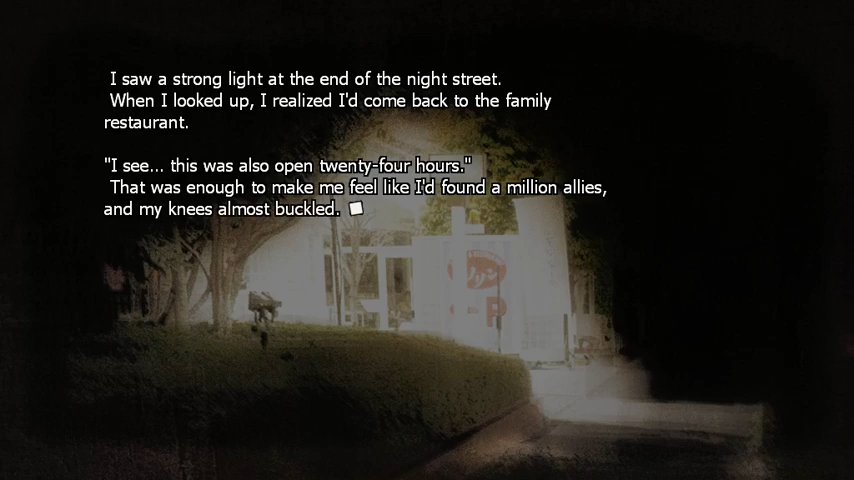 I saw a strong light at the end of the night street.
When I looked up, I realized I'd come back to the family
restaurant.
"I see... this was also open twenty-four hours."
That was enough to make me feel like I'd found a million allies,
and my knees almost buckled.
P